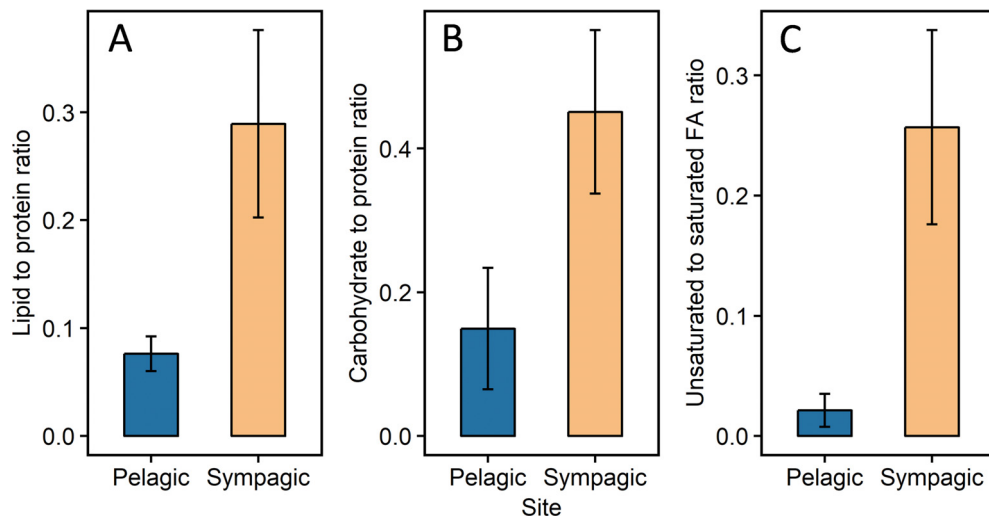 A
Lipid to protein ratio
0.3
0.2
0.1
0.0
Pelagic Sympagic
B
Carbohydrate to protein ratio
0.4
0.2
0.0
Pelagic Sympagic
C
Unsaturated to saturated FA ratio
0.3
0.2
0.1
0.0
Pelagic Sympagic
Site